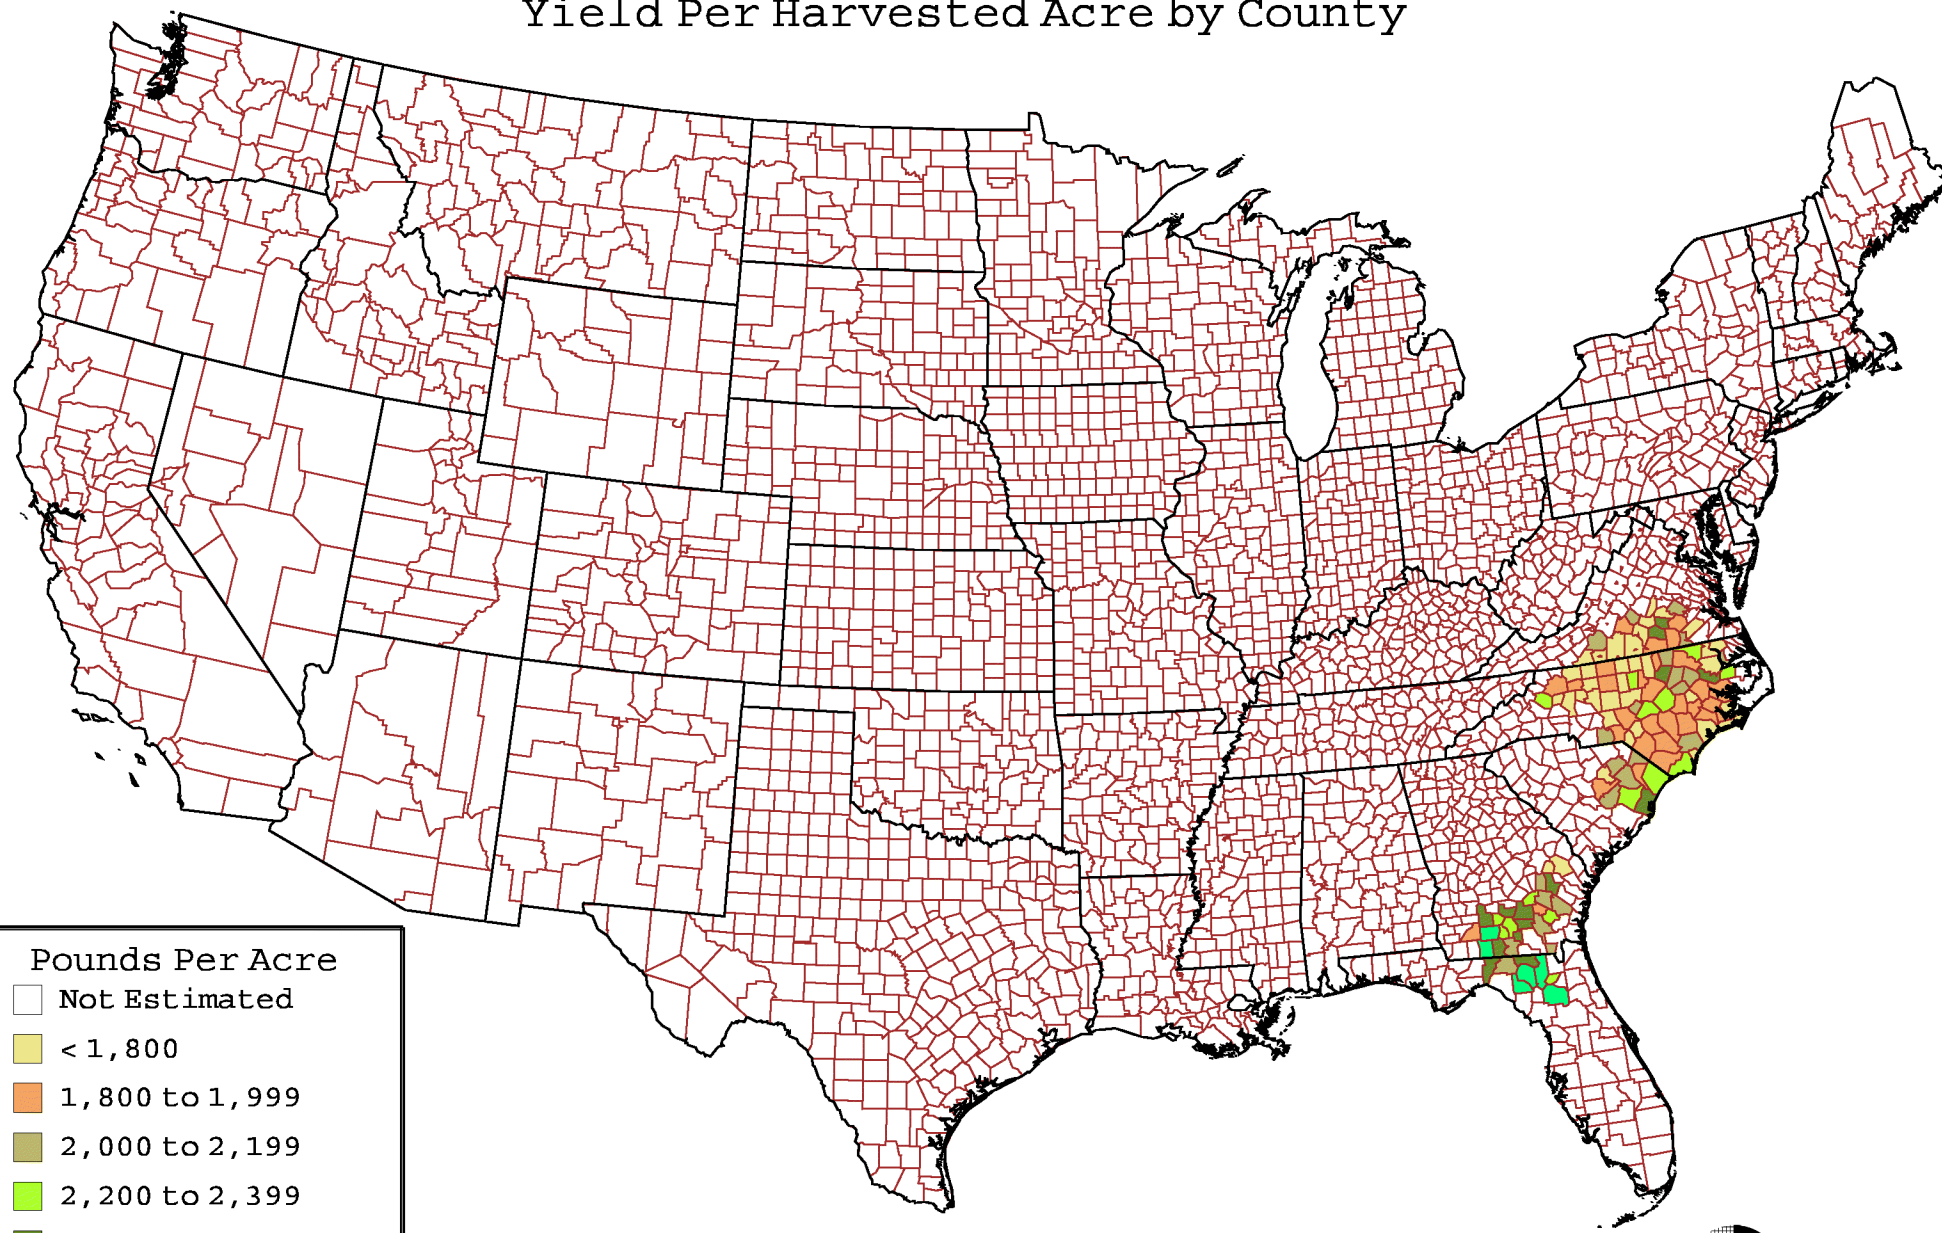 Yield Per Harvested Acre by County
Pounds Per Acre
Not Estimated
< 1,800
1,800 to 1,999
2,000 to 2,199
2,200 to 2,399